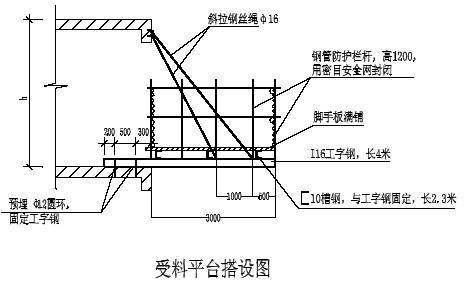 斜拉钢丝绳ф16
钢管防护栏杆,高1200,
用密目安全网封闭
脚手板满铺
I16工字钢,长4米
[10槽钢,与工字钢固定,长2.3米
h
200
500
300
1000
500
3000
预埋 Ф12圆环,
固定工字钢
受料平台搭设图